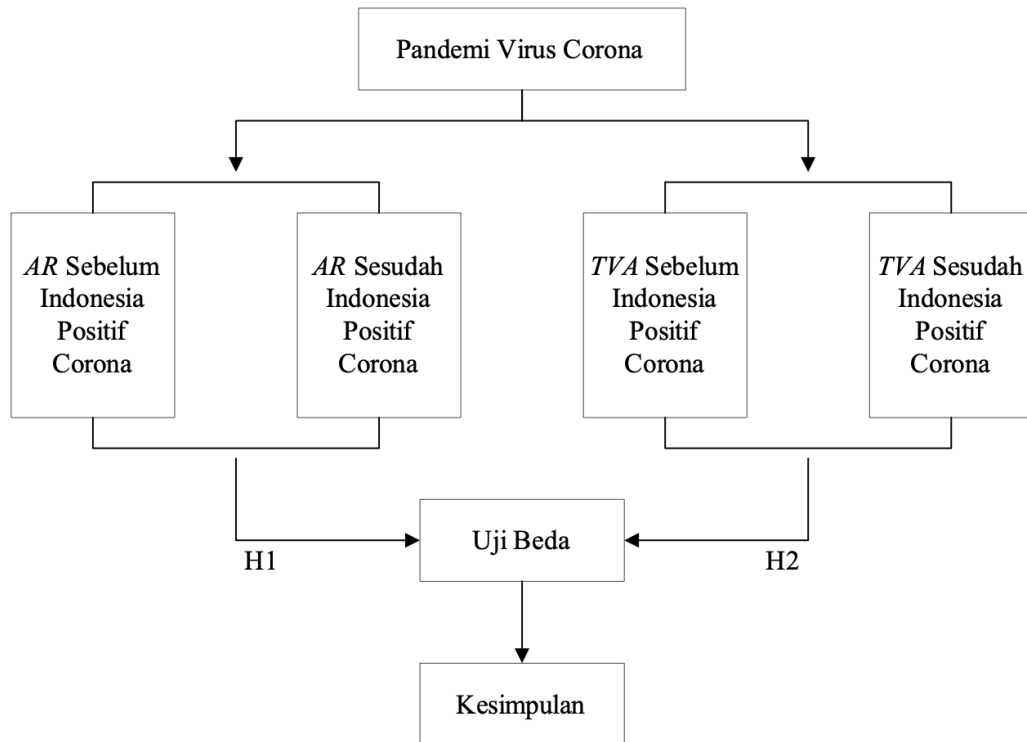 Pandemi Virus Corona
AR Sebelum
Indonesia
Positif
Corona
AR Sesudah
Indonesia
Positif
Corona
TVA Sebelum
Indonesia
Positif
Corona
TVA Sesudah
Indonesia
Positif
Corona
Uji Beda
H1
H2
Kesimpulan